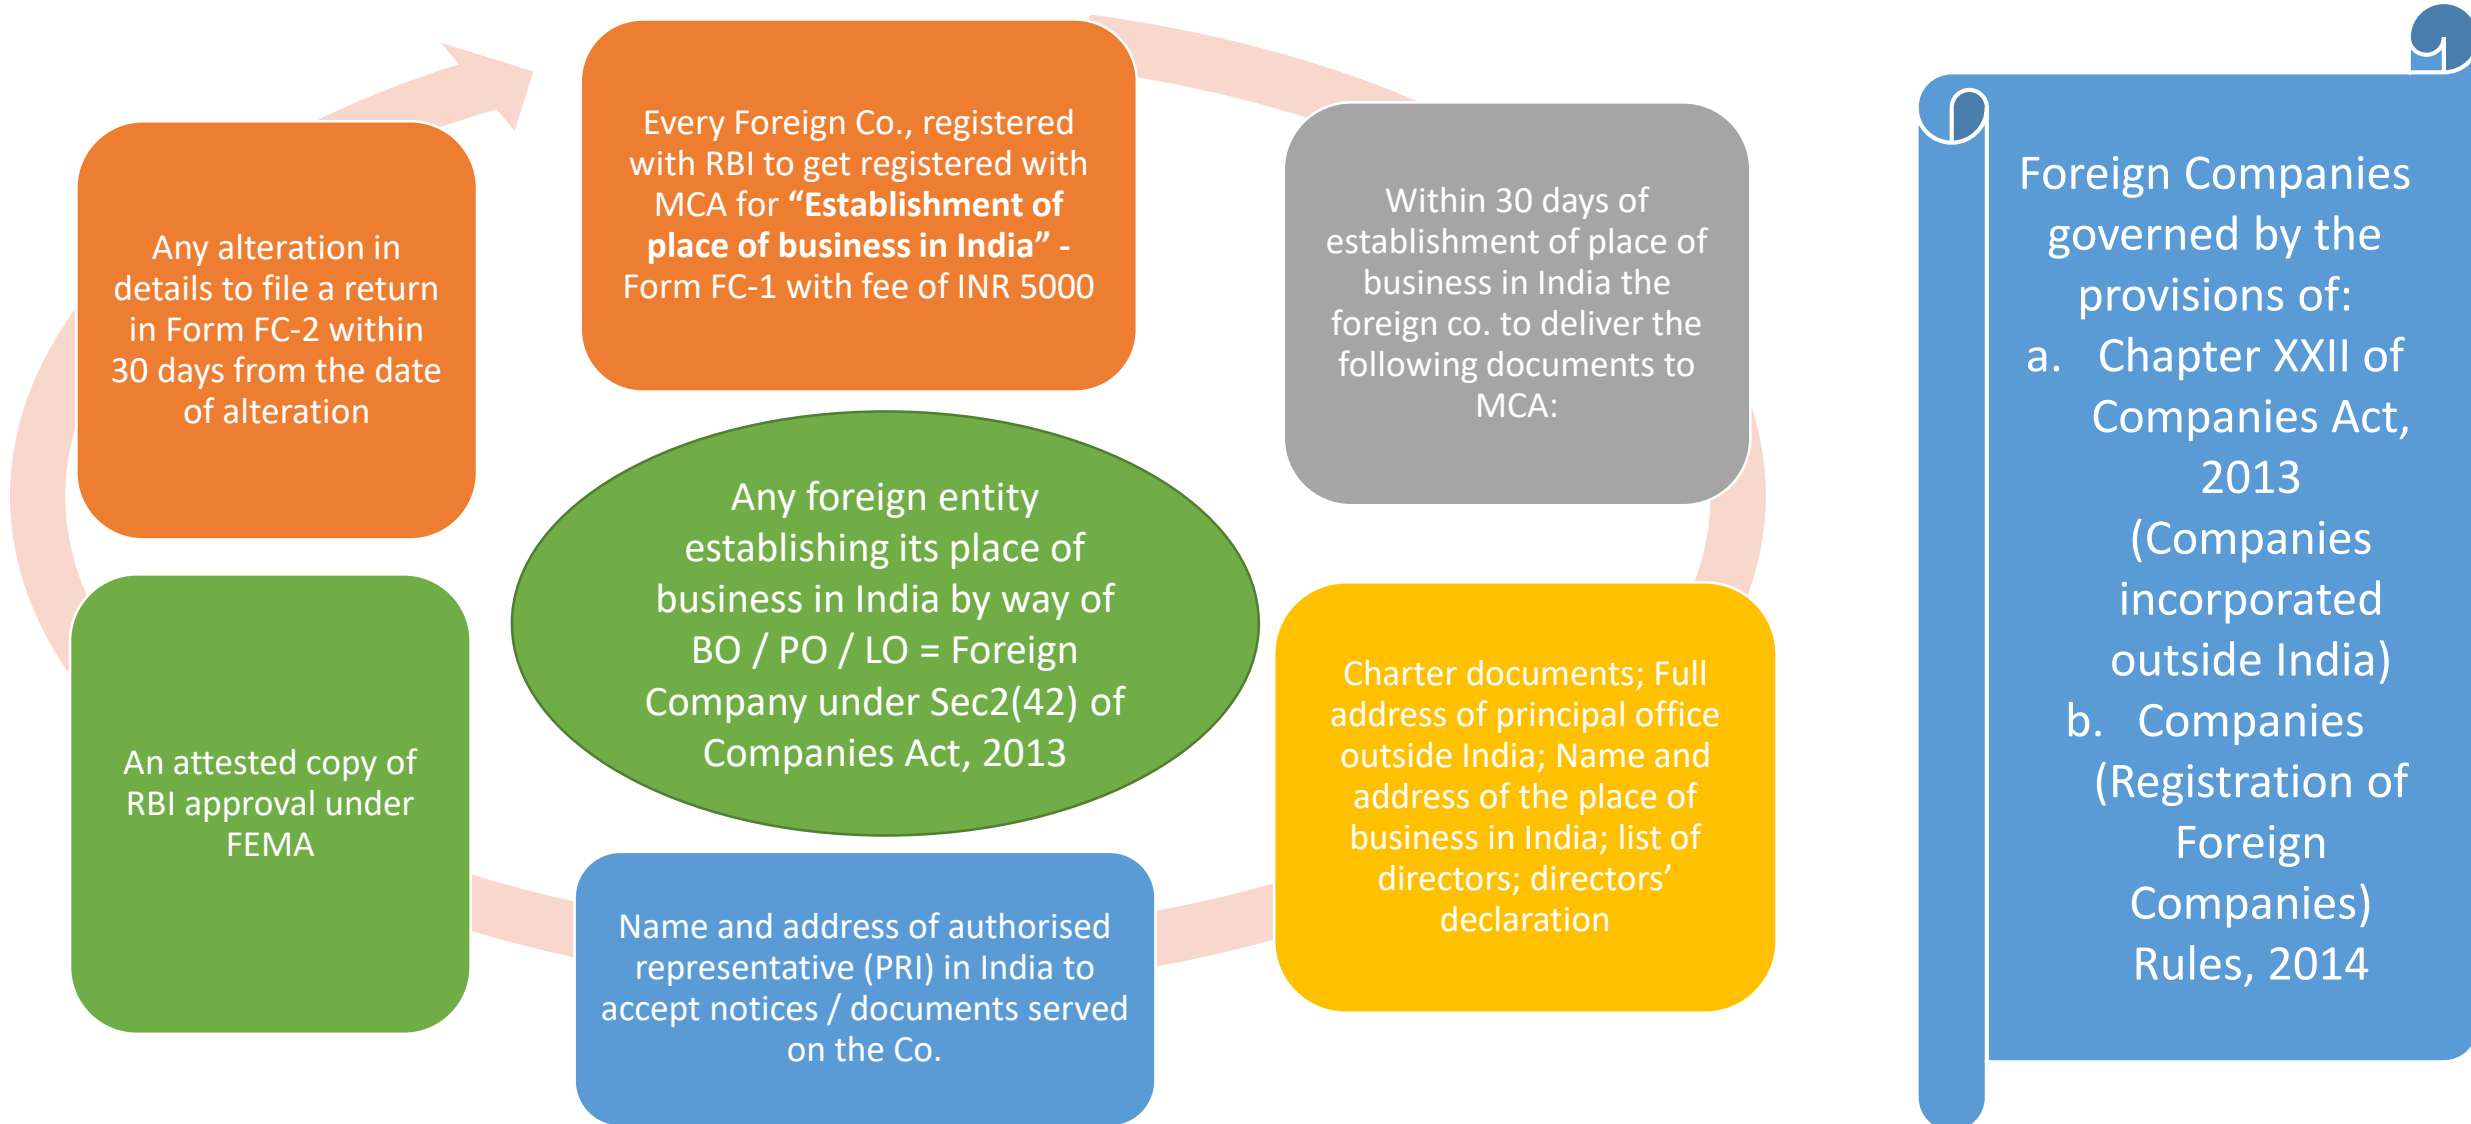 Every Foreign Co., registered
with RBI to get registered with
MCA for “Establishment of
place of business in India” -
Form FC-1 with fee of INR 5000
Within 30 days of
establishment of place of
business in India the
foreign co. to deliver the
following documents to
MCA:
Charter documents; Full
address of principal office
outside India; Name and
address of the place of
business in India; list of
directors; directors’
declaration
Name and address of authorised
representative (PRI) in India to
accept notices / documents served
on the Co.
An attested copy of
RBI approval under
FEMA
Any alteration in
details to file a return
in Form FC-2 within
30 days from the date
of alteration
Any foreign entity
establishing its place of
business in India by way of
BO / PO / LO = Foreign
Company under Sec2(42) of
Companies Act, 2013
Foreign Companies
governed by the
provisions of:
a. Chapter XXII of
Companies Act,
2013
(Companies
incorporated
outside India)
b. Companies
(Registration of
Foreign
Companies)
Rules, 2014